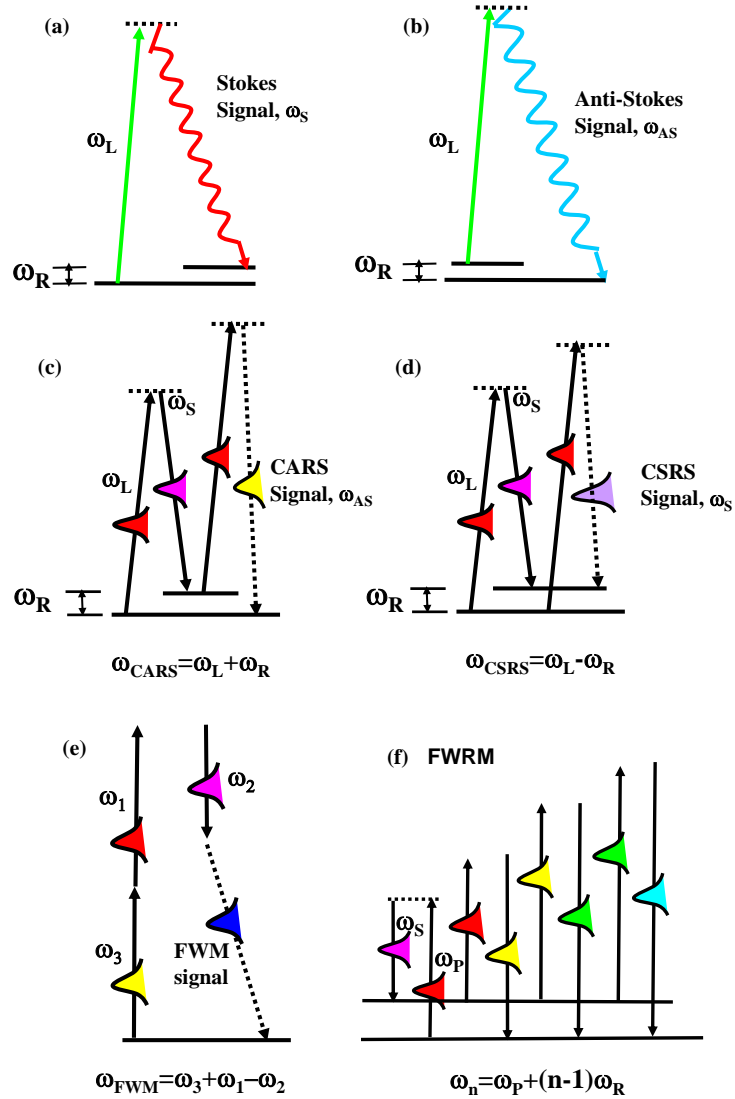 (a)
Stokes
Signal, ωS
ωL
ωR
(b)
Anti-Stokes
Signal, ωAS
ωL
ωR
(c)
ωS
ωL
CARS
Signal, ωAS
ωR
ωCARS=ωL+ωR
(d)
ωS
ωL
CSRS
Signal, ωS
ωR
ωCSRS=ωL-ωR
(e)
ω1
ω2
ω3
FWM
signal
ωFWM=ω3+ω1−ω2
(f) FWRM
ωS
ωP
ωn=ωP+(n-1)ωR